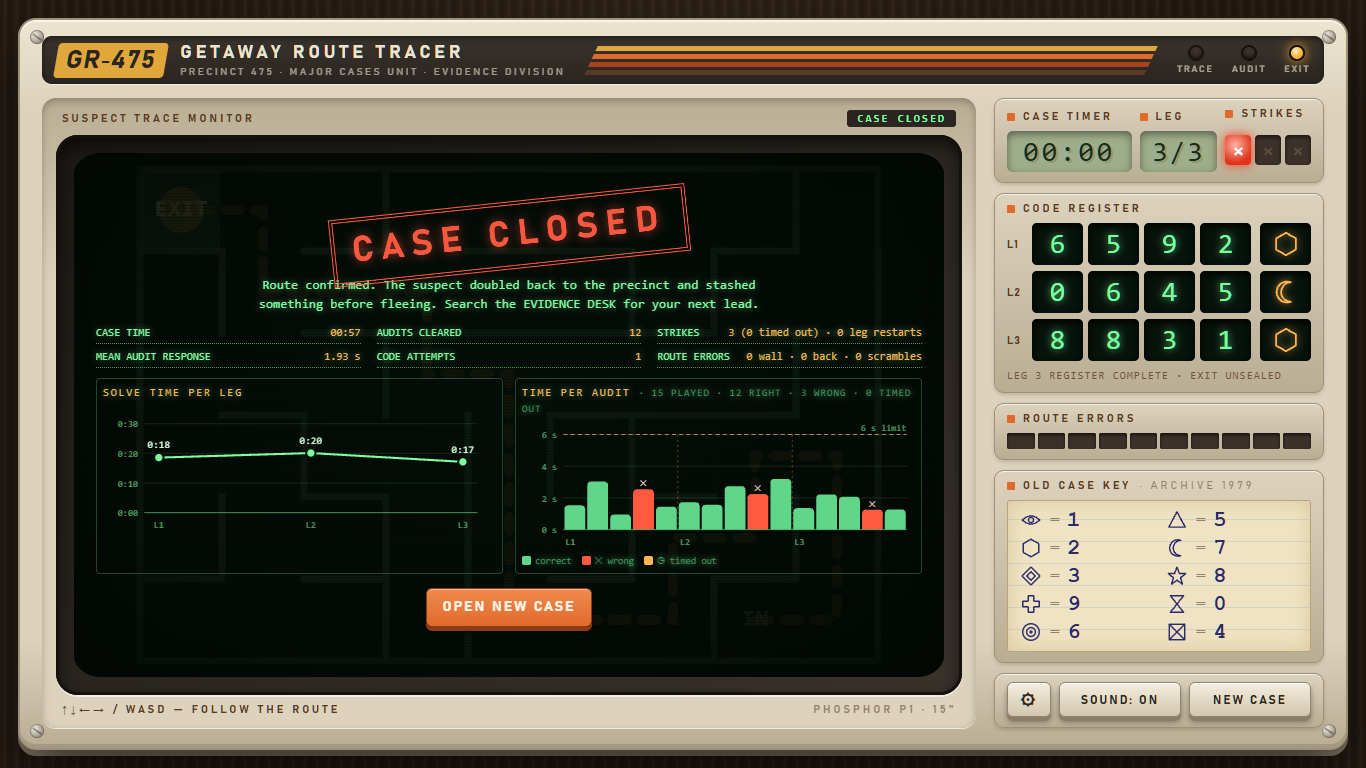 GR-475
GETAWAY ROUTE TRACER
PRECINCT 475 · MAJOR CASES UNIT · EVIDENCE DIVISION
TRACE AUDIT EXIT
SUSPECT TRACE MONITOR
CASE CLOSED
EXIT
CASE CLOSED
Route confirmed. The suspect doubled back to the precinct and stashed
something before fleeing. Search the EVIDENCE DESK for your next lead.
CASE TIME 00:57
AUDITS CLEARED 12
STRIKES 3 (0 timed out) · 0 leg restarts
MEAN AUDIT RESPONSE 1.93 s
CODE ATTEMPTS 1
ROUTE ERRORS 0 wall · 0 back · 0 scrambles
SOLVE TIME PER LEG
0:30
0:20
0:10
0:00
0:18
0:20
0:17
L1 L2 L3
TIME PER AUDIT · 15 PLAYED · 12 RIGHT · 3 WRONG · 0 TIMED
OUT
6 s limit
6 s
4 s
2 s
0 s
× × ×
L1 L2 L3
correct × wrong timed out
IN
OPEN NEW CASE
↑↓←→ / WASD — FOLLOW THE ROUTE
PHOSPHOR P1 · 15"
CASE TIMER
00:00
LEG
3/3
STRIKES
× × ×
CODE REGISTER
L1 6 5 9 2
L2 0 6 4 5
L3 8 8 3 1
LEG 3 REGISTER COMPLETE · EXIT UNSEALED
ROUTE ERRORS
OLD CASE KEY · ARCHIVE 1979
= 1 = 5
= 2 = 7
= 3 = 8
= 9 = 0
= 6 = 4
SOUND: ON
NEW CASE